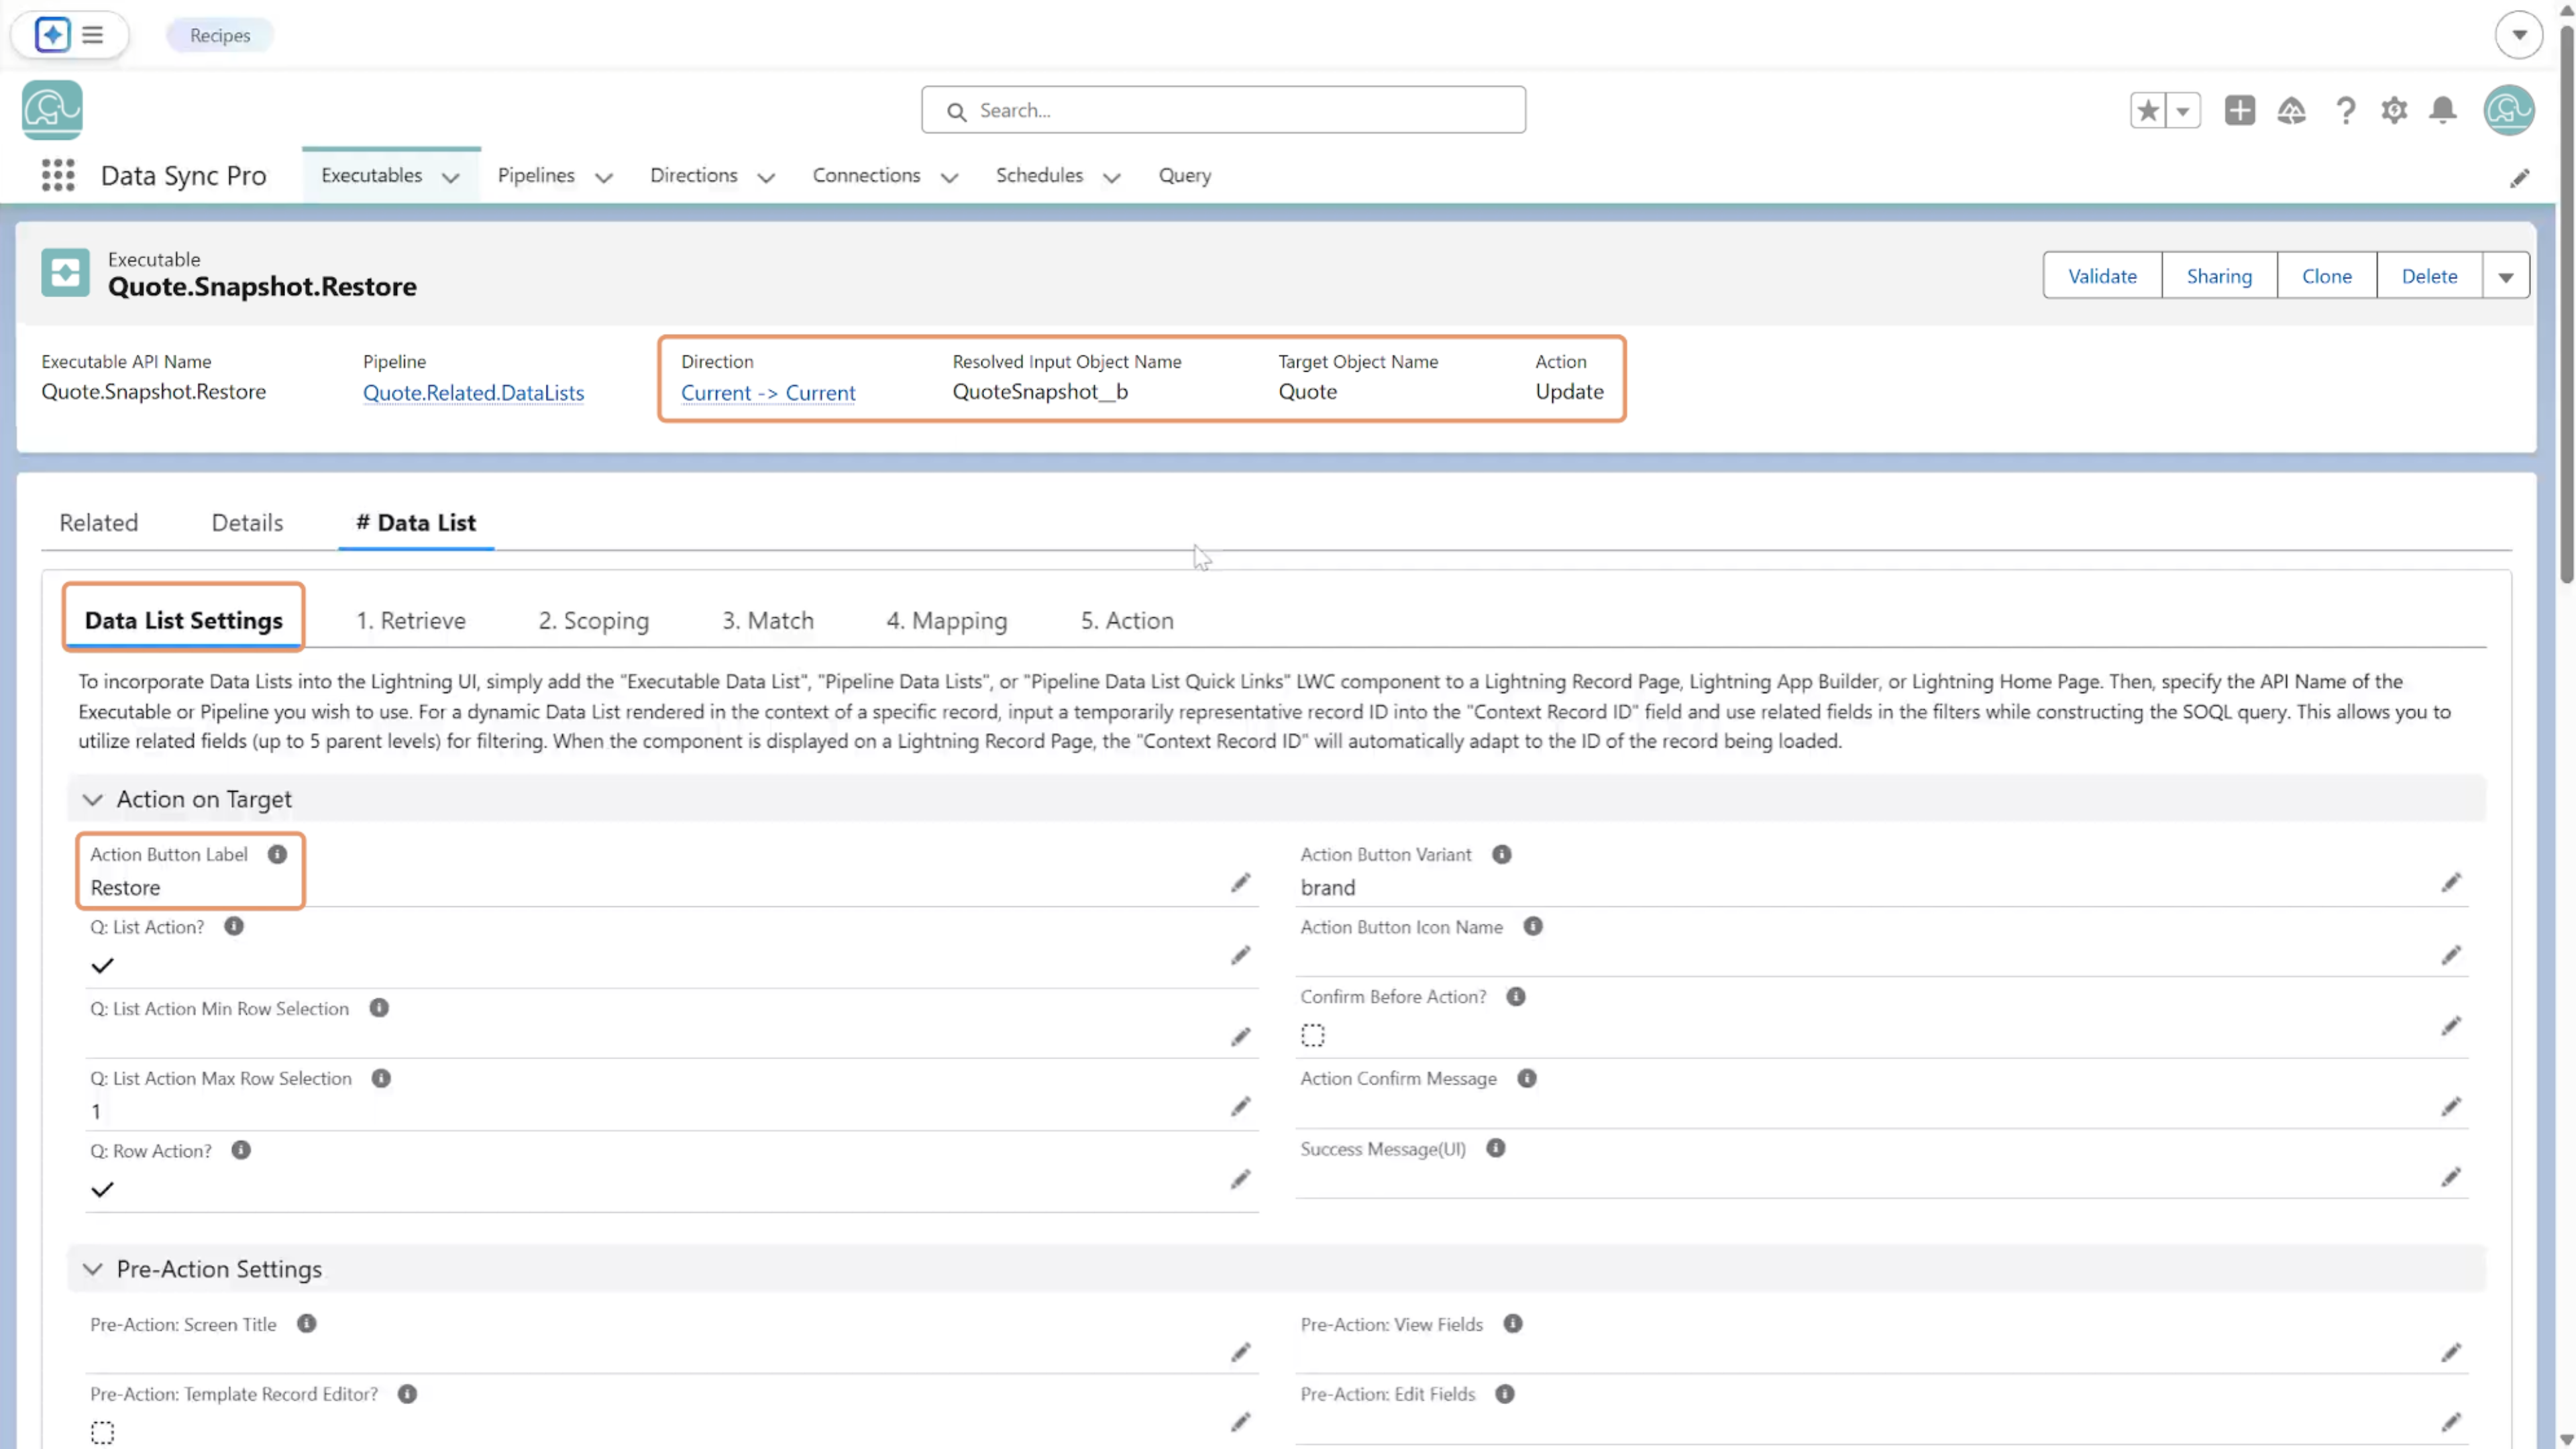 Recipes
Search...
Data Sync Pro
Executables
Pipelines
Directions
Connections
Schedules
Query
Executable
Quote.Snapshot.Restore
Validate
Sharing
Clone
Delete
Executable API Name
Quote.Snapshot.Restore
Pipeline
Quote.Related.DataLists
Direction
Current -> Current
Resolved Input Object Name
QuoteSnapshot__b
Target Object Name
Quote
Action
Update
Related
Details
# Data List
Data List Settings
1. Retrieve
2. Scoping
3. Match
4. Mapping
5. Action
To incorporate Data Lists into the Lightning UI, simply add the "Executable Data List", "Pipeline Data Lists", or "Pipeline Data List Quick Links" LWC component to a Lightning Record Page, Lightning App Builder, or Lightning Home Page. Then, specify the API Name of the
Executable or Pipeline you wish to use. For a dynamic Data List rendered in the context of a specific record, input a temporarily representative record ID into the "Context Record ID" field and use related fields in the filters while constructing the SOQL query. This allows you to
utilize related fields (up to 5 parent levels) for filtering. When the component is displayed on a Lightning Record Page, the "Context Record ID" will automatically adapt to the ID of the record being loaded.
Action on Target
Action Button Label
Restore
Action Button Variant
brand
Q: List Action?
Action Button Icon Name
Q: List Action Min Row Selection
Confirm Before Action?
Q: List Action Max Row Selection
1
Action Confirm Message
Q: Row Action?
Success Message(UI)
Pre-Action Settings
Pre-Action: Screen Title
Pre-Action: View Fields
Pre-Action: Template Record Editor?
Pre-Action: Edit Fields